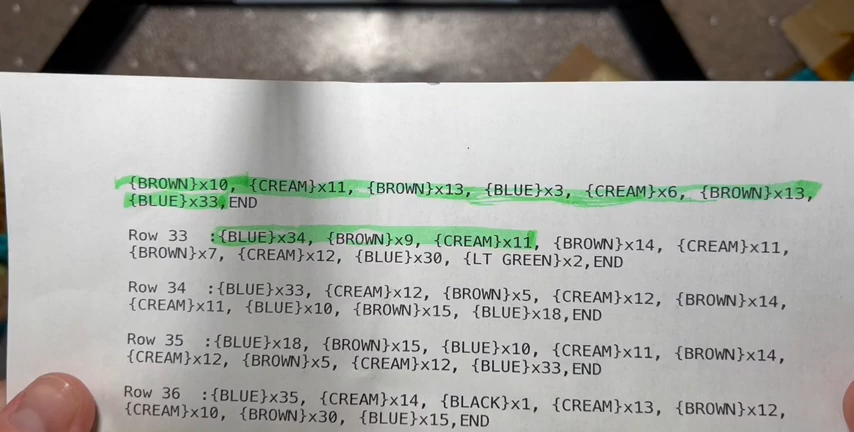 {BROWN}x10, {CREAM}x11, {BROWN}x13, {BLUE}x3, {CREAM}x6, {BROWN}x13,
{BLUE}x33,END
Row 33 :{BLUE}x34, {BROWN}x9, {CREAM}x11, {BROWN}x14, {CREAM}x11,
{BROWN}x7, {CREAM}x12, {BLUE}x30, {LT GREEN}x2,END
Row 34 :{BLUE}x33, {CREAM}x12, {BROWN}x5, {CREAM}x12, {BROWN}x14,
{CREAM}x11, {BLUE}x10, {BROWN}x15, {BLUE}x18,END
Row 35 :{BLUE}x18, {BROWN}x15, {BLUE}x10, {CREAM}x11, {BROWN}x14,
{CREAM}x12, {BROWN}x5, {CREAM}x12, {BLUE}x33,END
Row 36 :{BLUE}x35, {CREAM}x14, {BLACK}x1, {CREAM}x13, {BROWN}x12,
{CREAM}x10, {BROWN}x30, {BLUE}x15,END